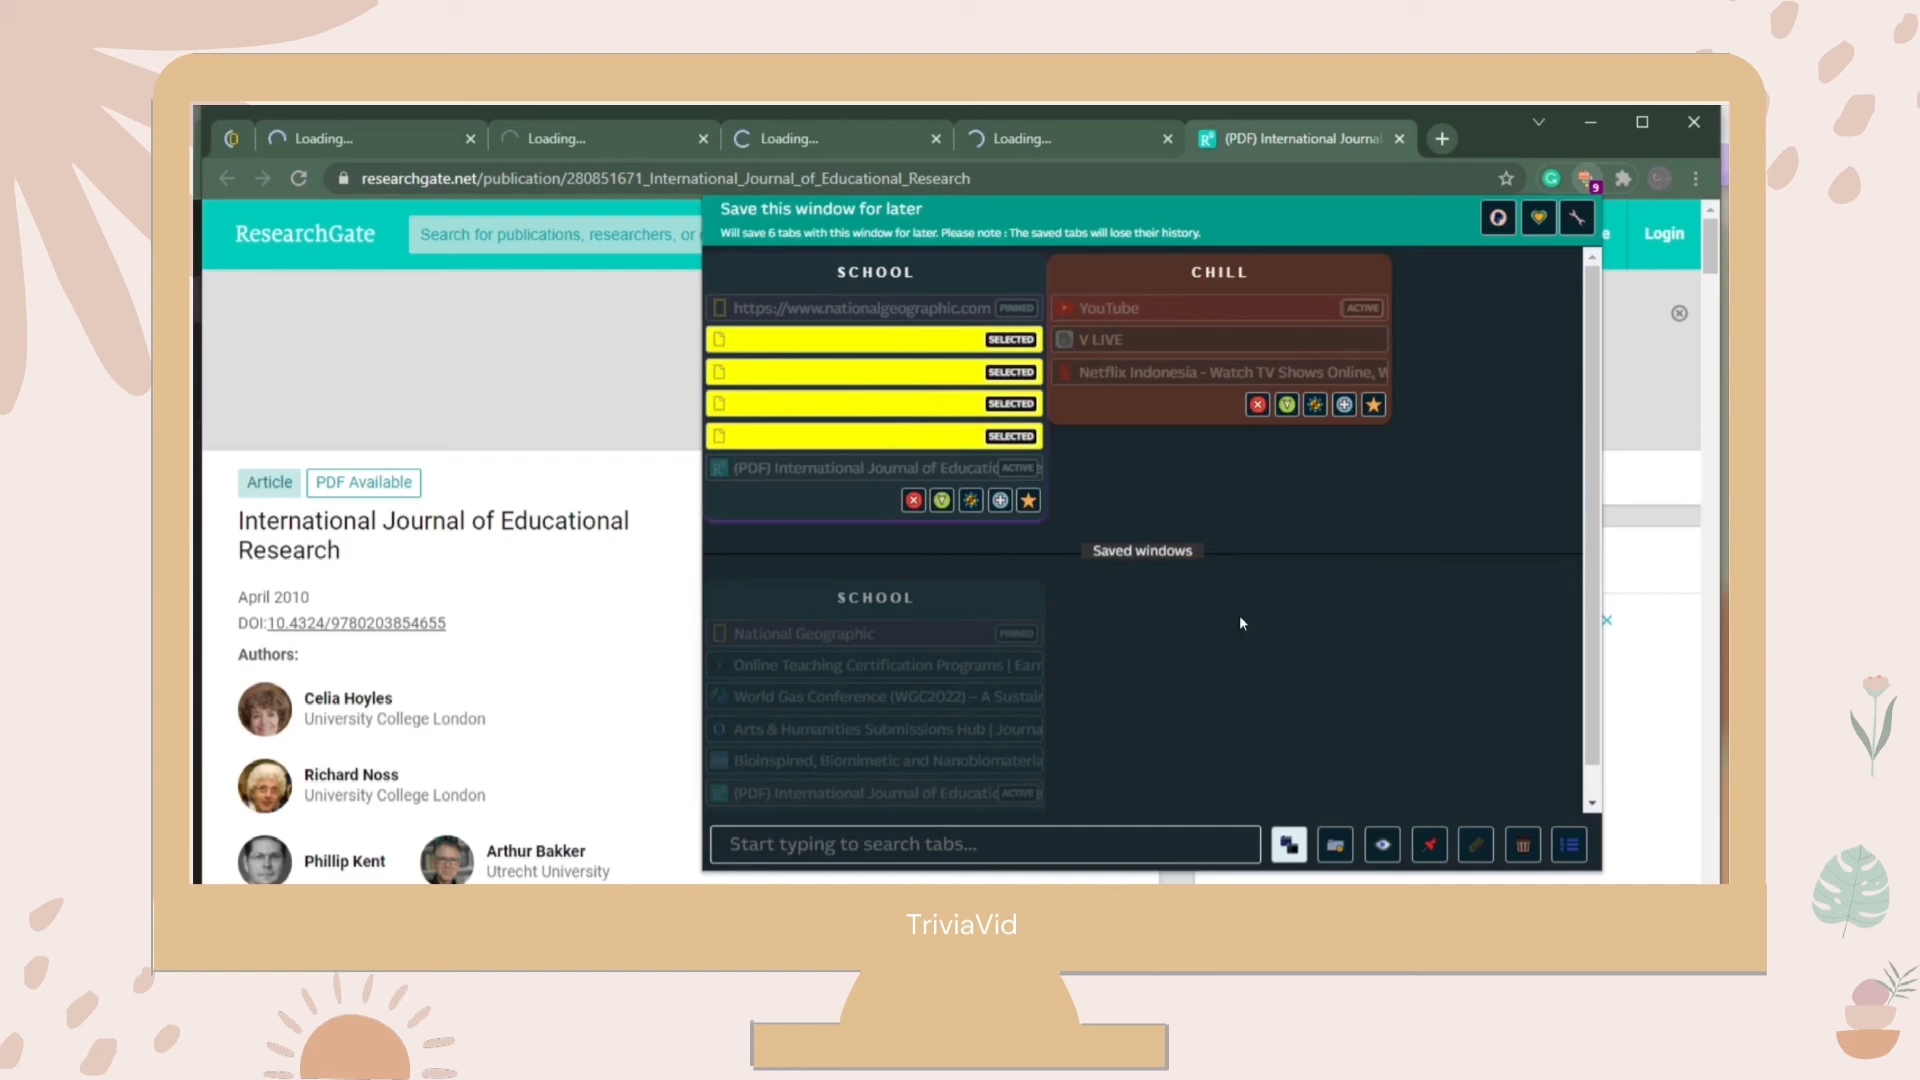 Loading...
Loading...
Loading...
Loading...
(PDF) International Journa
researchgate.net/publication/280851671_International_Journal_of_Educational_Research
9
ResearchGate
Search for publications, researchers, or
Login
Save this window for later
Will save 6 tabs with this window for later. Please note : The saved tabs will lose their history.
SCHOOL
https://www.nationalgeographic.com
PINNED
SELECTED
SELECTED
SELECTED
SELECTED
(PDF) International Journal of Educatio
ACTIVE
CHILL
YouTube
ACTIVE
V LIVE
Netflix Indonesia - Watch TV Shows Online, W
Saved windows
SCHOOL
National Geographic
PINNED
Online Teaching Certification Programs | Earn
World Gas Conference (WGC2022) – A Sustain
Arts & Humanities Submissions Hub | Journa
Bioinspired, Biomimetic and Nanobiomateria
(PDF) International Journal of Educatio
ACTIVE
Start typing to search tabs...
Article
PDF Available
International Journal of Educational
Research
April 2010
DOI:10.4324/9780203854655
Authors:
Celia Hoyles
University College London
Richard Noss
University College London
Phillip Kent
Arthur Bakker
Utrecht University
TriviaVid